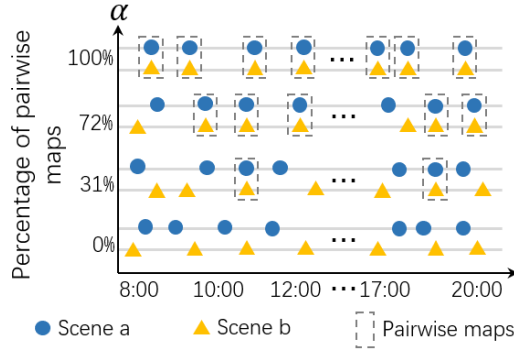 α
Percentage of pairwise
maps
100%
...
72%
...
31%
...
0%
...
8:00 10:00 12:00 ... 17:00 20:00
Scene a Scene b Pairwise maps